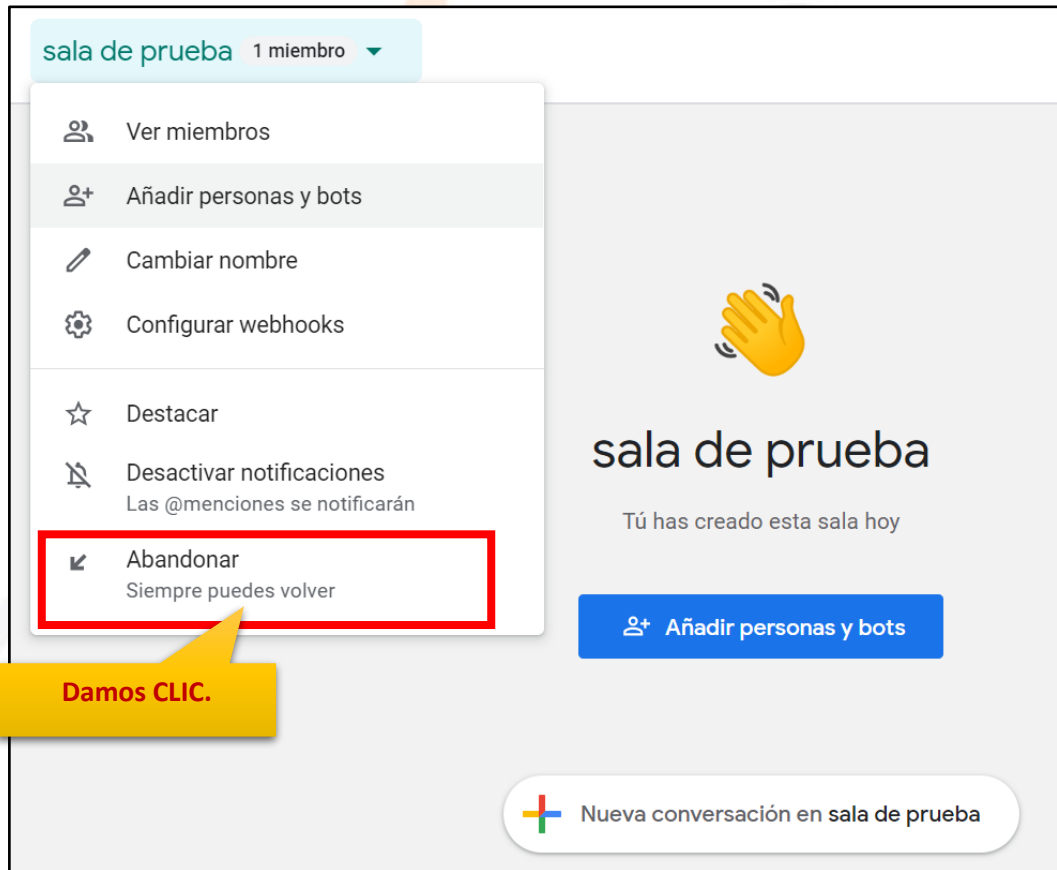 sala de prueba 1 miembro
Ver miembros
Añadir personas y bots
Cambiar nombre
Configurar webhooks
Destacar
Desactivar notificaciones
Las @menciones se notificarán
Abandonar
Siempre puedes volver
Damos CLIC.
sala de prueba
Tú has creado esta sala hoy
Añadir personas y bots
Nueva conversación en sala de prueba